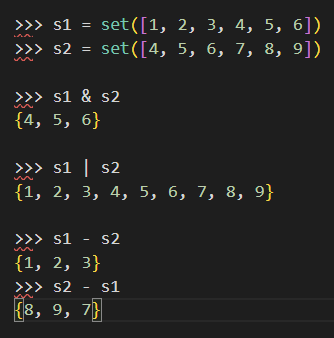 >>> s1 = set([1, 2, 3, 4, 5, 6])
>>> s2 = set([4, 5, 6, 7, 8, 9])
>>> s1 & s2
{4, 5, 6}
>>> s1 | s2
{1, 2, 3, 4, 5, 6, 7, 8, 9}
>>> s1 - s2
{1, 2, 3}
>>> s2 - s1
{8, 9, 7}